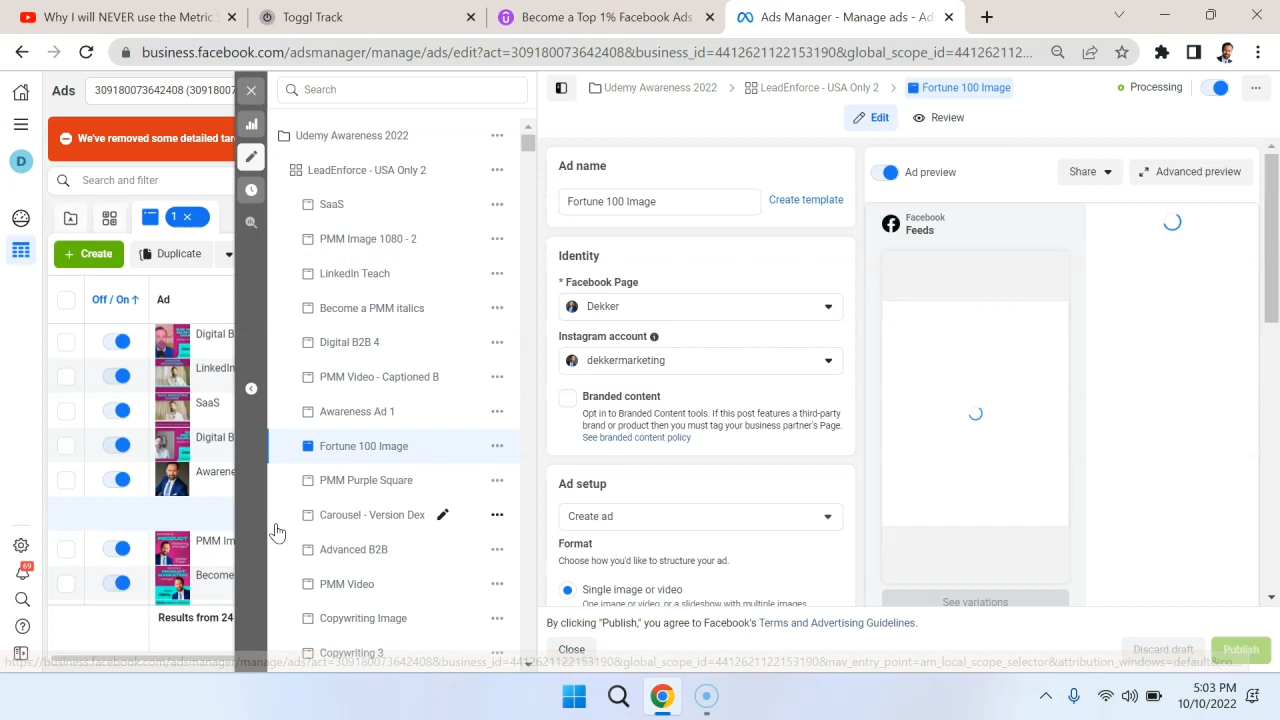 Why I will NEVER use the Metric
Toggl Track
Become a Top 1% Facebook Ads
Ads Manager - Manage ads - Ad
business.facebook.com/adsmanager/manage/ads/edit?act=309180073642408&business_id=441262112215319 0&global_scope_id=441262112...
Ads
309180073642408 (3091800
We've removed some detailed tar
Search and filter
1
Create
Duplicate
Off / On
Ad
Digital B
LinkedIn
SaaS
Digital B
Awarene
PMM Im
Become
Results from 24
69
Search
Udemy Awareness 2022
LeadEnforce - USA Only 2
SaaS
PMM Image 1080 - 2
LinkedIn Teach
Become a PMM italics
Digital B2B 4
PMM Video - Captioned B
Awareness Ad 1
Fortune 100 Image
PMM Purple Square
Carousel - Version Dex
Advanced B2B
PMM Video
Copywriting Image
Copywriting 3
Udemy Awareness 2022
LeadEnforce - USA Only 2
Fortune 100 Image
Processing
Edit
Review
Ad name
Fortune 100 Image
Create template
Identity
* Facebook Page
Dekker
Instagram account
dekkermarketing
Branded content
Opt in to Branded Content tools. If this post features a third-party
brand or product then you must tag your business partner's Page.
See branded content policy
Ad setup
Create ad
Format
Choose how you'd like to structure your ad.
Single image or video
One image or video, or a slideshow with multiple images
Ad preview
Share
Advanced preview
Facebook
Feeds
See variations
By clicking "Publish," you agree to Facebook's Terms and Advertising Guidelines.
Close
Discard draft
Publish
5:03 PM
10/10/2022